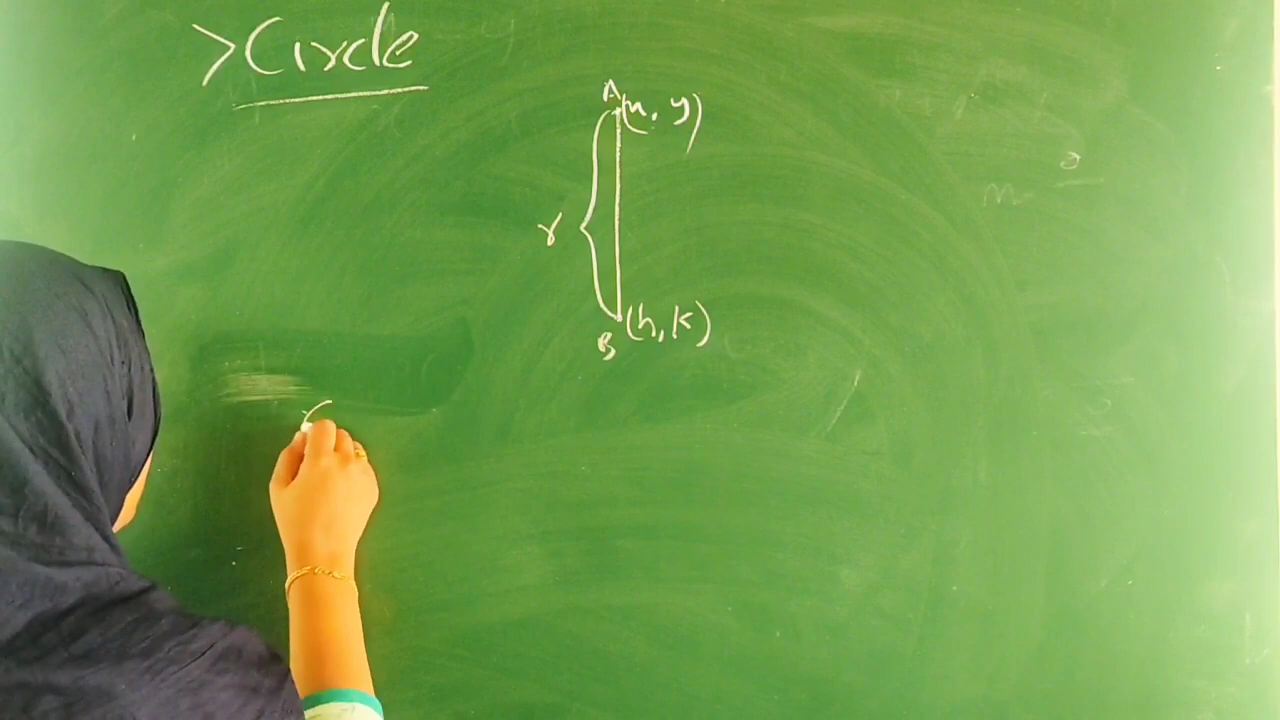 >Circle
A(x, y)
r
B(h, k)